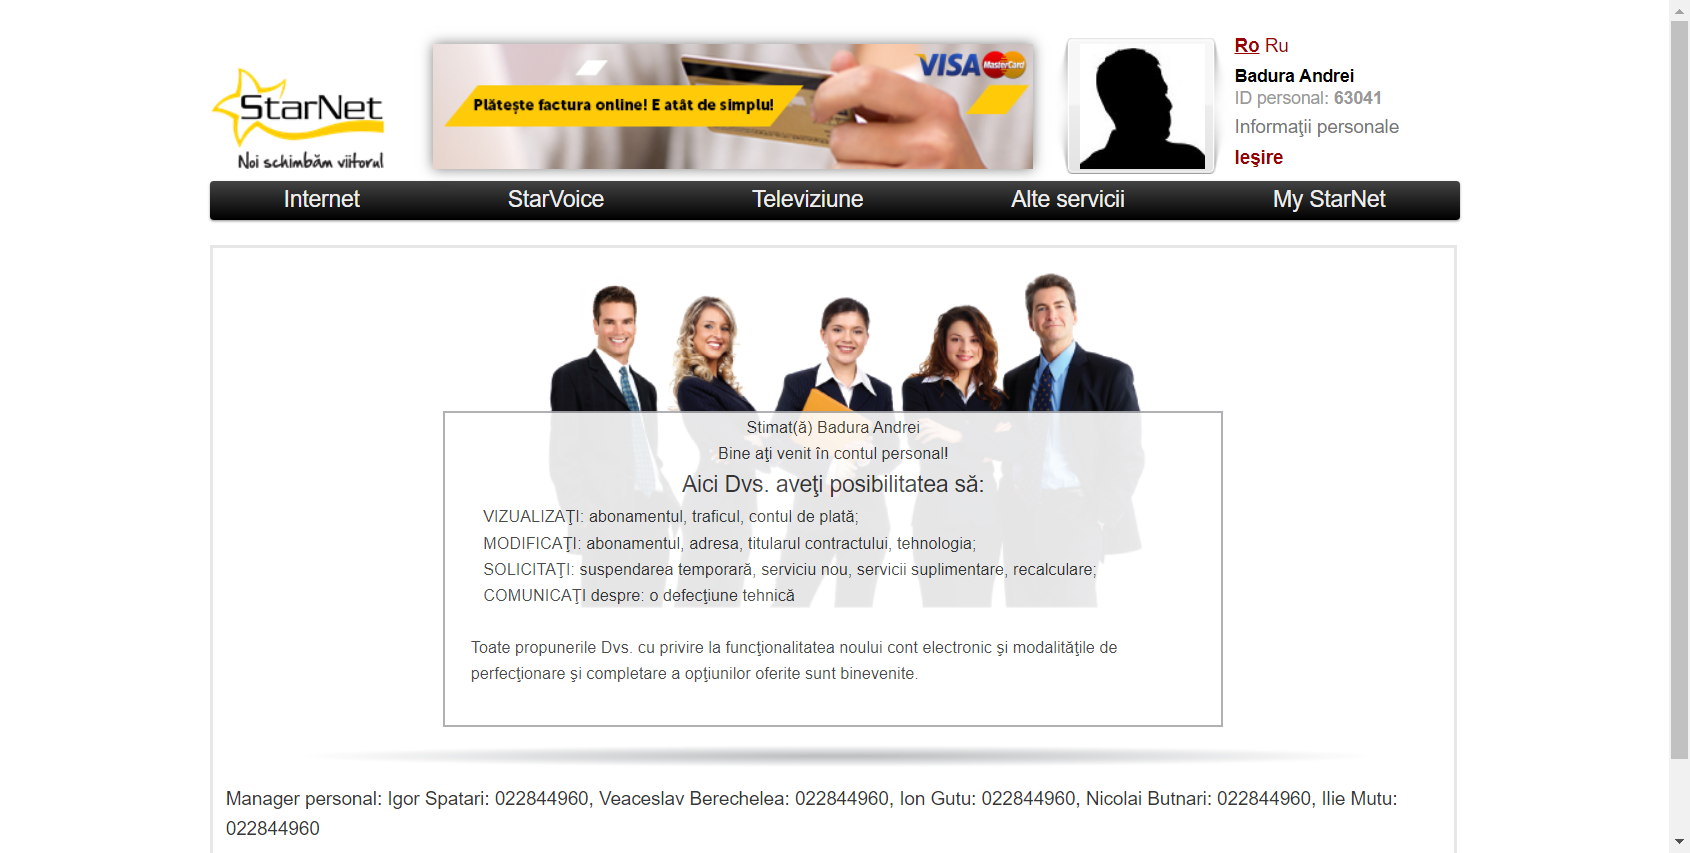 StarNet
Noi schimbăm viitorul
Plătește factura online! E atât de simplu!
VISA
MasterCard
Ro Ru
Badura Andrei
ID personal: 63041
Informaţii personale
Ieşire
Internet
StarVoice
Televiziune
Alte servicii
My StarNet
Stimat(ă) Badura Andrei
Bine aţi venit în contul personal!
Aici Dvs. aveţi posibilitatea să:
VIZUALIZAŢI: abonamentul, traficul, contul de plată;
MODIFICAŢI: abonamentul, adresa, titularul contractului, tehnologia;
SOLICITAŢI: suspendarea temporară, serviciu nou, servicii suplimentare, recalculare;
COMUNICAŢI despre: o defecţiune tehnică
Toate propunerile Dvs. cu privire la funcţionalitatea noului cont electronic şi modalităţile de
perfecţionare şi completare a opţiunilor oferite sunt binevenite.
Manager personal: Igor Spatari: 022844960, Veaceslav Berechelea: 022844960, Ion Gutu: 022844960, Nicolai Butnari: 022844960, Ilie Mutu:
022844960